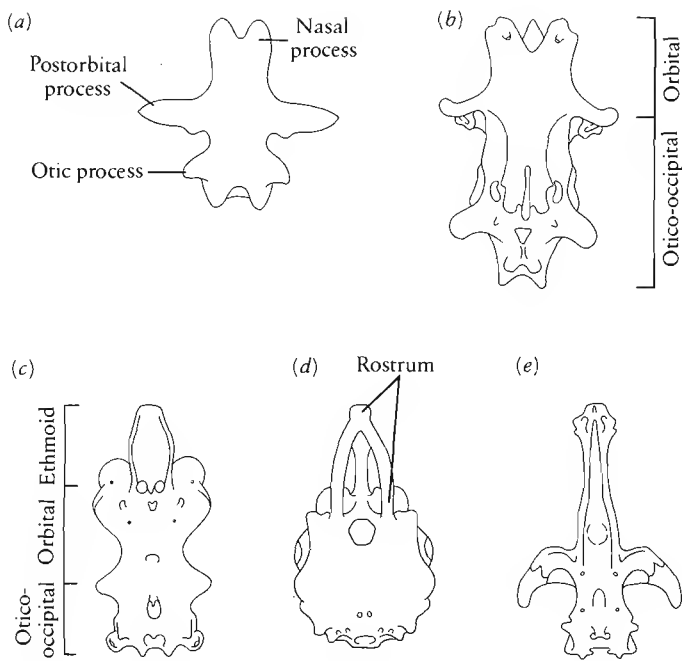 (a)
Nasal
process
Postorbital
process
Otic process
(b)
Orbital
Otico-occipital
(c)
Ethmoid
Orbital
Otico-
occipital
(d)
Rostrum
(e)